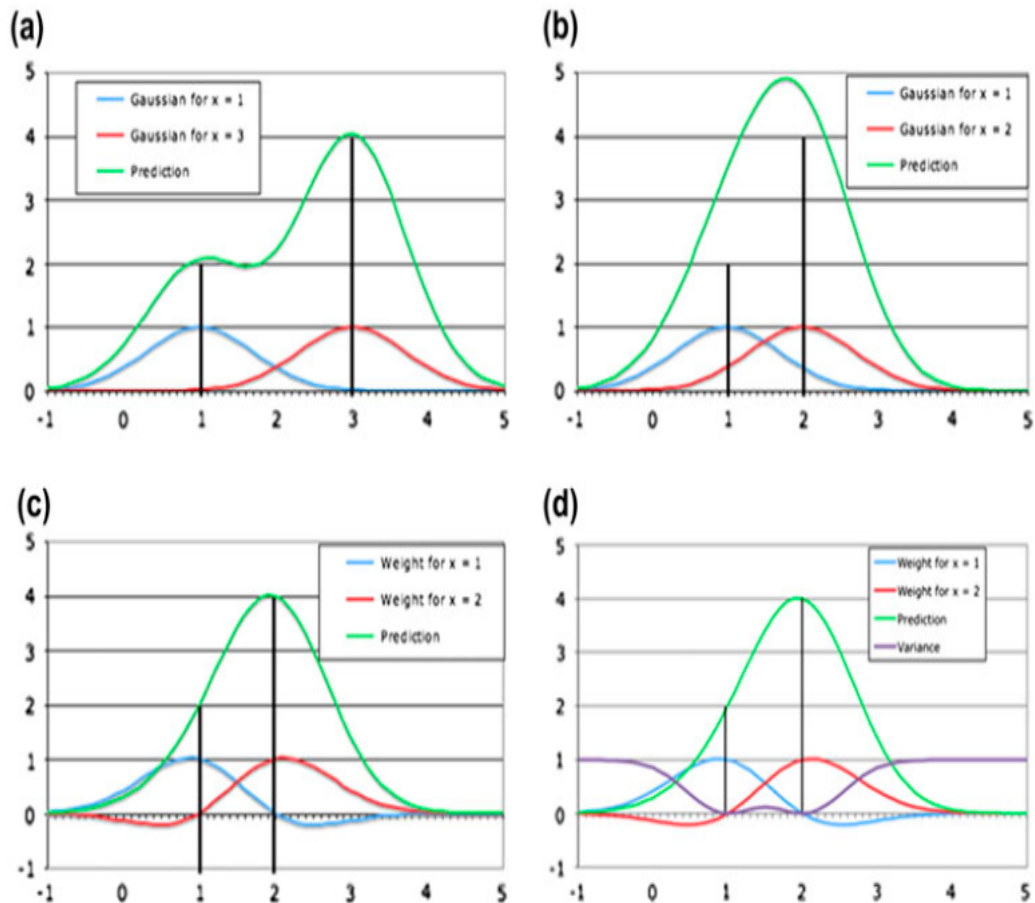 (a)
5
4
3
2
1
0
-1 0 1 2 3 4 5
Gaussian for x = 1
Gaussian for x = 3
Prediction
(b)
5
4
3
2
1
0
-1 0 1 2 3 4 5
Gaussian for x = 1
Gaussian for x = 2
Prediction
(c)
5
4
3
2
1
0
-1
-1 0 1 2 3 4 5
Weight for x = 1
Weight for x = 2
Prediction
(d)
5
4
3
2
1
0
-1
-1 0 1 2 3 4 5
Weight for x = 1
Weight for x = 2
Prediction
Variance